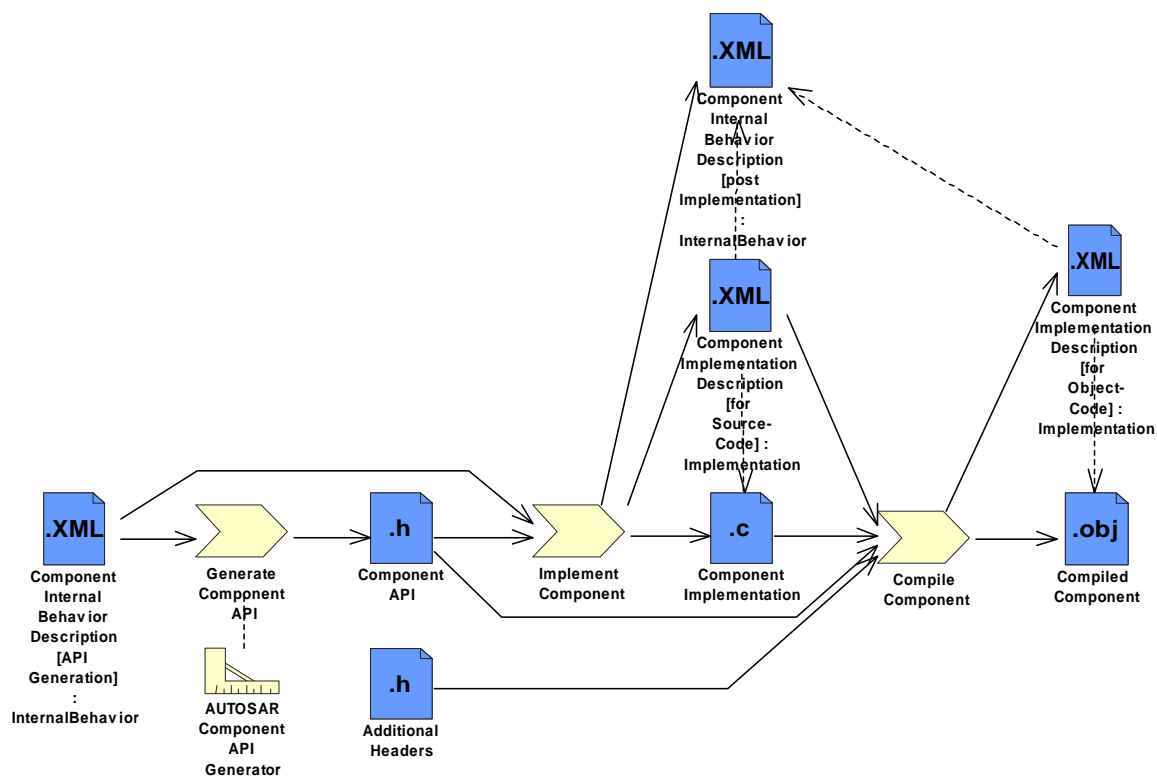 .XML
Component
Internal
Behavior
Description
[post
Implementation]
:
InternalBehavior
.XML
Component
Implementation
Description
[for
Source-
Code] :
Implementation
.XML
Component
Implementation
Description
[for
Object-
Code] :
Implementation
.XML
Component
Internal
Behavior
Description
[API
Generation]
:
InternalBehavior
Generate
Component
API
AUTOSAR
Component
API
Generator
.h
Component
API
.h
Additional
Headers
Implement
Component
.c
Component
Implementation
Compile
Component
.obj
Compiled
Component